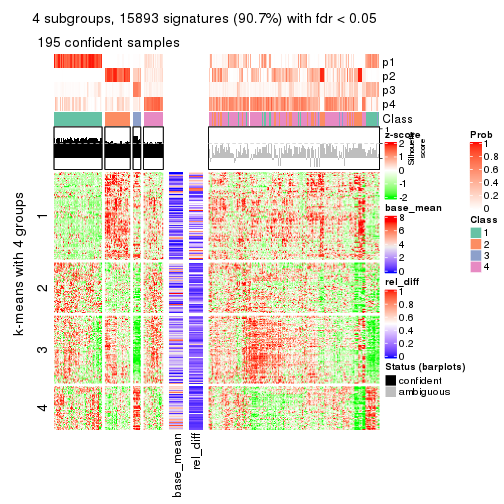 4 subgroups, 15893 signatures (90.7%) with fdr < 0.05
195 confident samples
p1
p2
p3
p4
Class
1
Silhouette
score
k-means with 4 groups
1
2
3
4
base_mean
rel_diff
z-score
2
1
0
-1
-2
base_mean
8
6
4
2
0
rel_diff
1
0.8
0.6
0.4
0.2
0
Status (barplots)
confident
ambiguous
Prob
1
0.8
0.6
0.4
0.2
0
Class
1
2
3
4